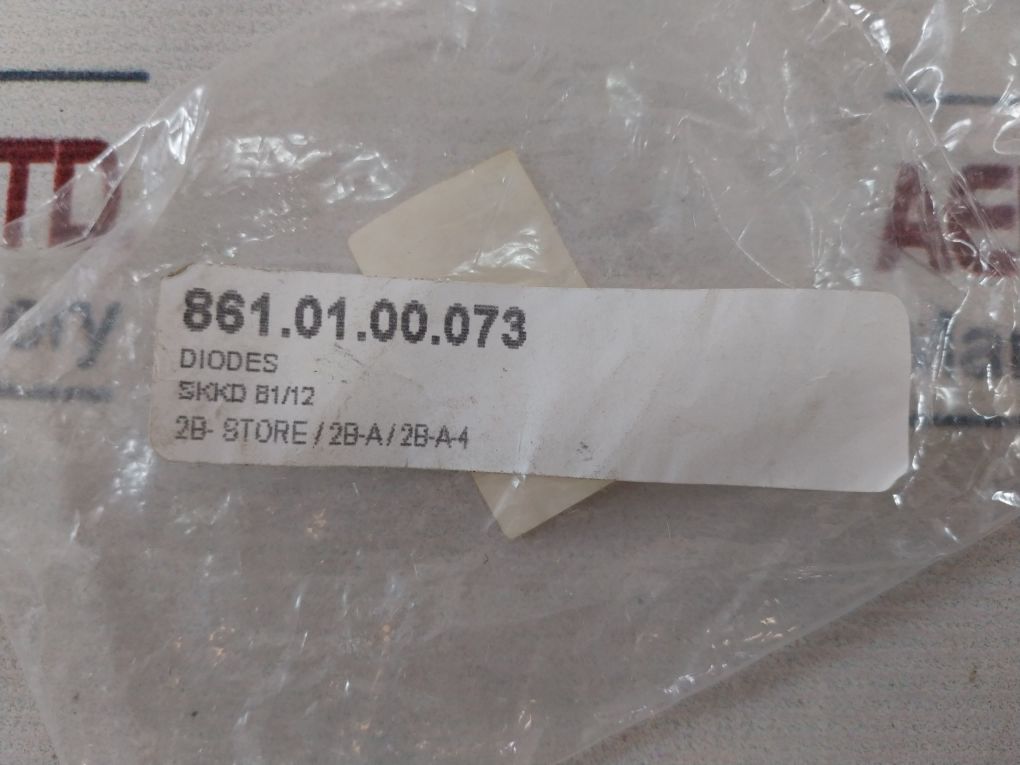 861.01.00.073
DIODES
SKKD 81/12
2B- STORE / 2B-A / 2B-A-4